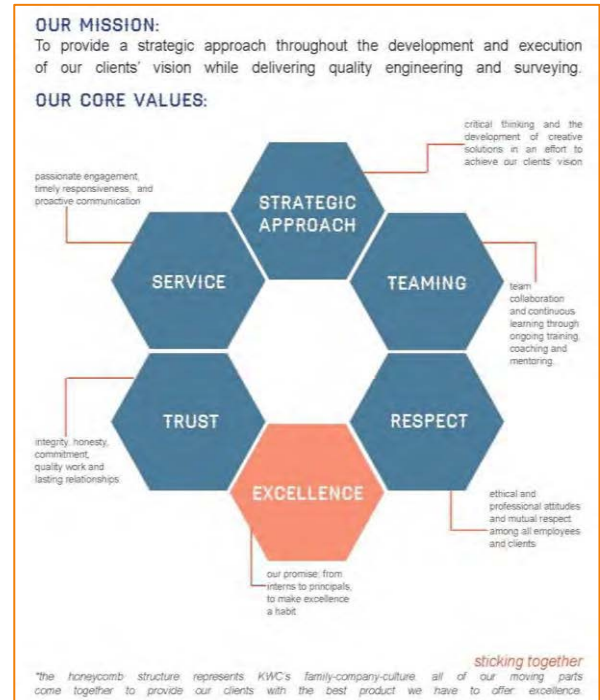 OUR MISSION:
To provide a strategic approach throughout the development and execution
of our clients' vision while delivering quality engineering and surveying.
OUR CORE VALUES:
critical thinking and the
development of creative
solutions in an effort to
achieve our clients' vision
passionate engagement,
timely responsiveness, and
proactive communication
STRATEGIC
APPROACH
SERVICE
TEAMING
team
collaboration
and continuous
learning through
ongoing training,
coaching and
mentoring.
TRUST
RESPECT
integrity, honesty,
commitment,
quality work and
lasting relationships
EXCELLENCE
ethical and
professional attitudes
and mutual respect
among all employees
and clients
our promise, from
interns to principals,
to make excellence
a habit
sticking together
"the honeycomb structure represents KWC's family-company-culture. all of our moving parts
come together to provide our clients with the best product we have to offer: excellence.